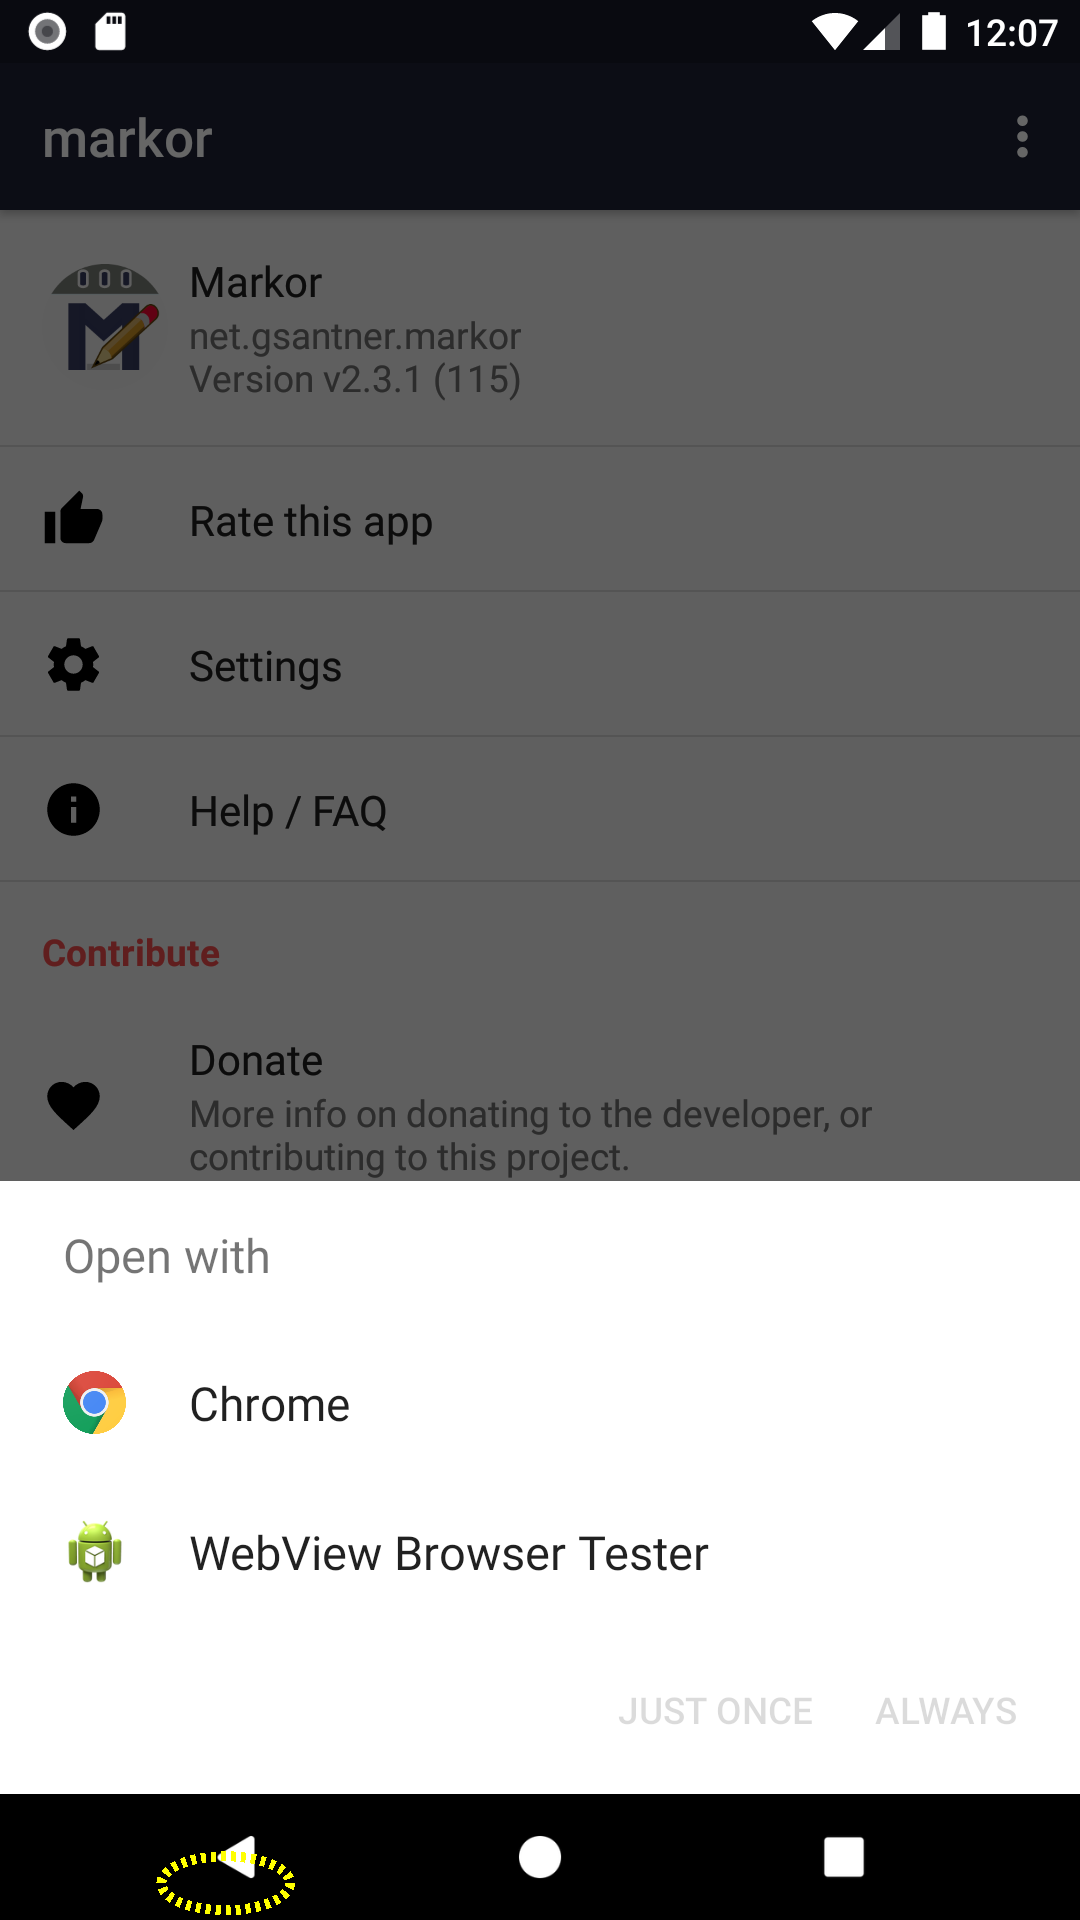 12:07
markor
Markor
net.gsantner.markor
Version v2.3.1 (115)
Rate this app
Settings
Help / FAQ
Contribute
Donate
More info on donating to the developer, or
contributing to this project.
Open with
Chrome
WebView Browser Tester
JUST ONCE ALWAYS